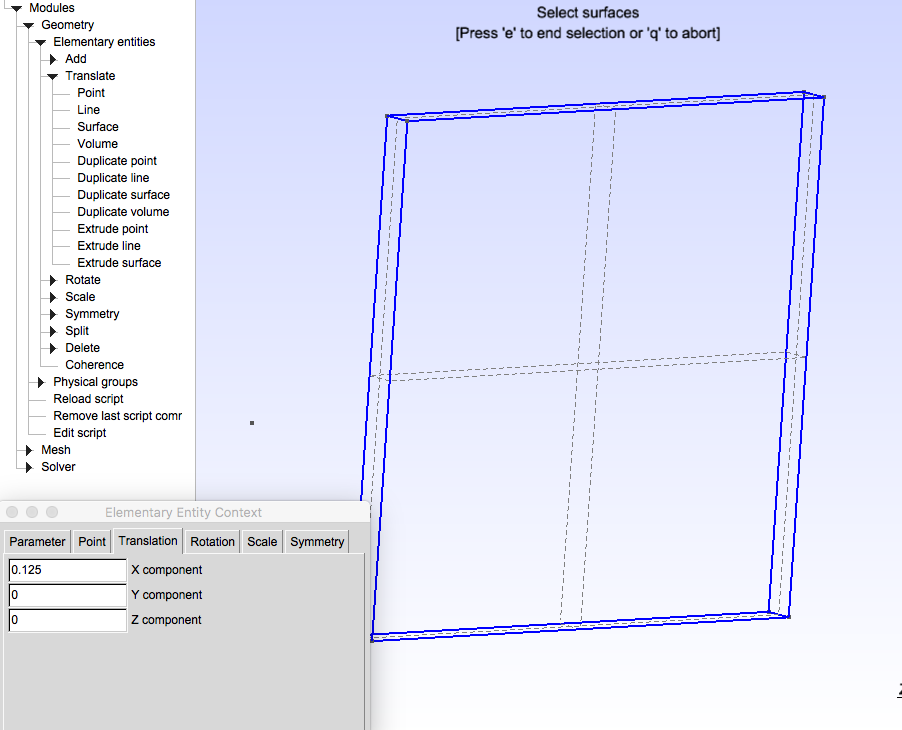 Modules
Geometry
Elementary entities
Add
Translate
Point
Line
Surface
Volume
Duplicate point
Duplicate line
Duplicate surface
Duplicate volume
Extrude point
Extrude line
Extrude surface
Rotate
Scale
Symmetry
Split
Delete
Coherence
Physical groups
Reload script
Remove last script comr
Edit script
Mesh
Solver
Select surfaces
[Press 'e' to end selection or 'q' to abort]
Elementary Entity Context
Parameter Point Translation Rotation Scale Symmetry
0.125 X component
0 Y component
0 Z component